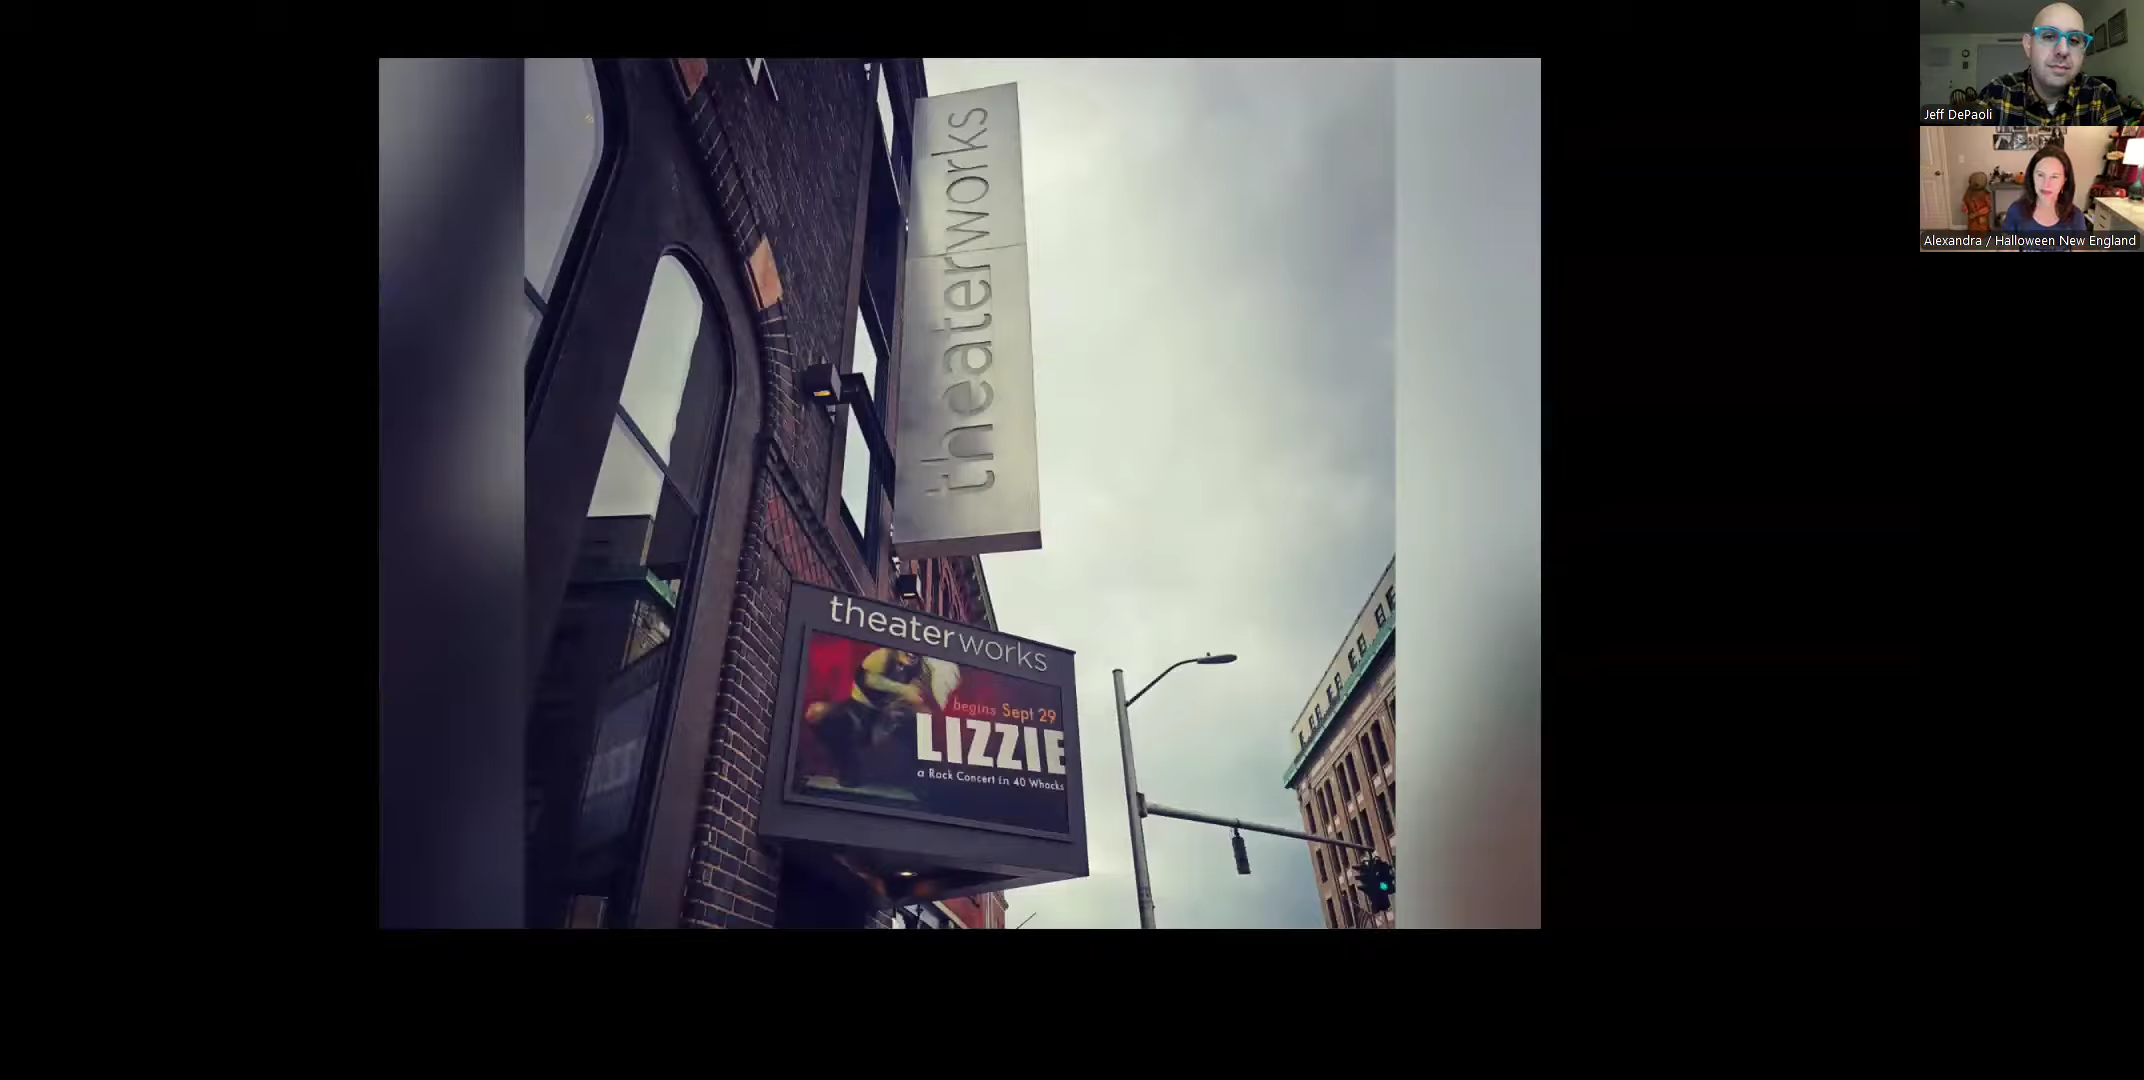 theaterworks
theaterworks
begins Sept 29
LIZZIE
a Rock Concert in 40 Whacks
Jeff DePaoli
Alexandra / Halloween New England